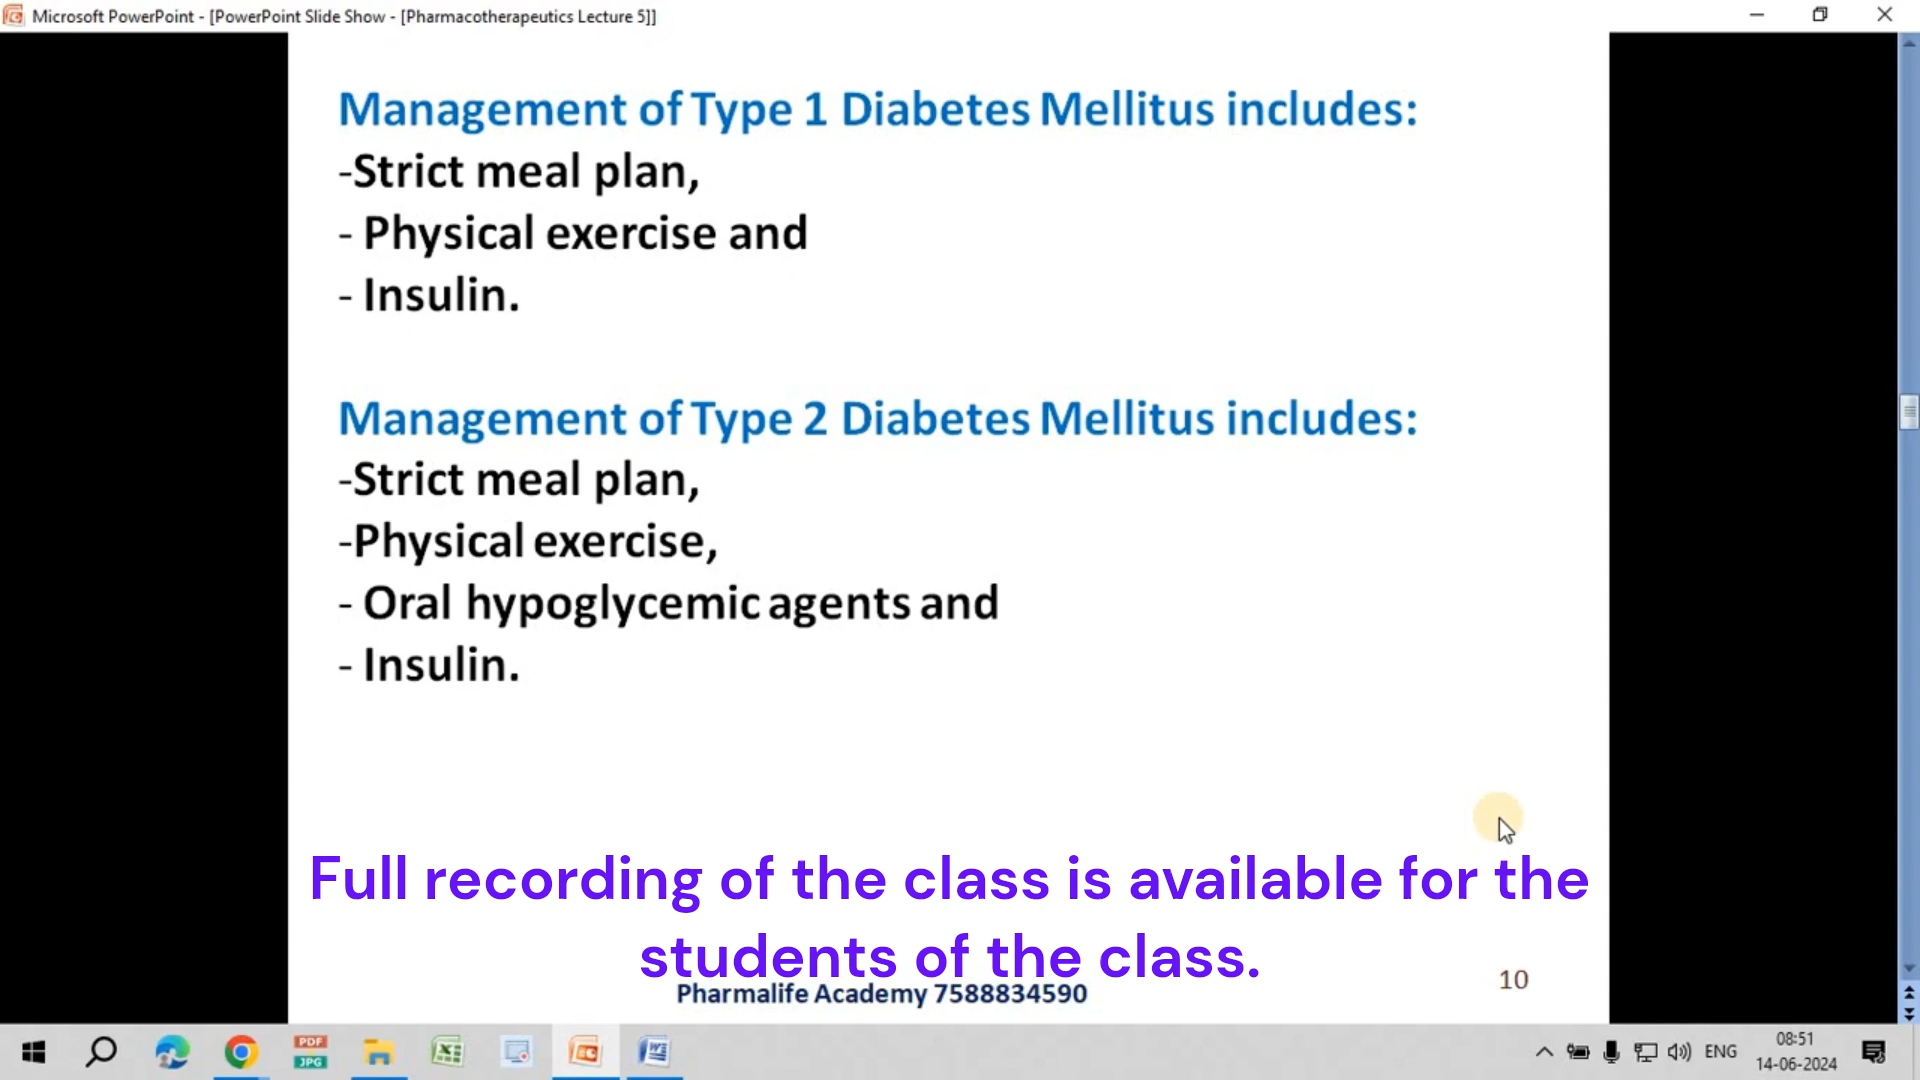 Microsoft PowerPoint - [PowerPoint Slide Show - [Pharmacotherapeutics Lecture 5]]
Management of Type 1 Diabetes Mellitus includes:
-Strict meal plan,
- Physical exercise and
- Insulin.
Management of Type 2 Diabetes Mellitus includes:
-Strict meal plan,
-Physical exercise,
- Oral hypoglycemic agents and
- Insulin.
Full recording of the class is available for the
students of the class.
Pharmalife Academy 7588834590
10
PDF
JPG
ENG
08:51
14-06-2024